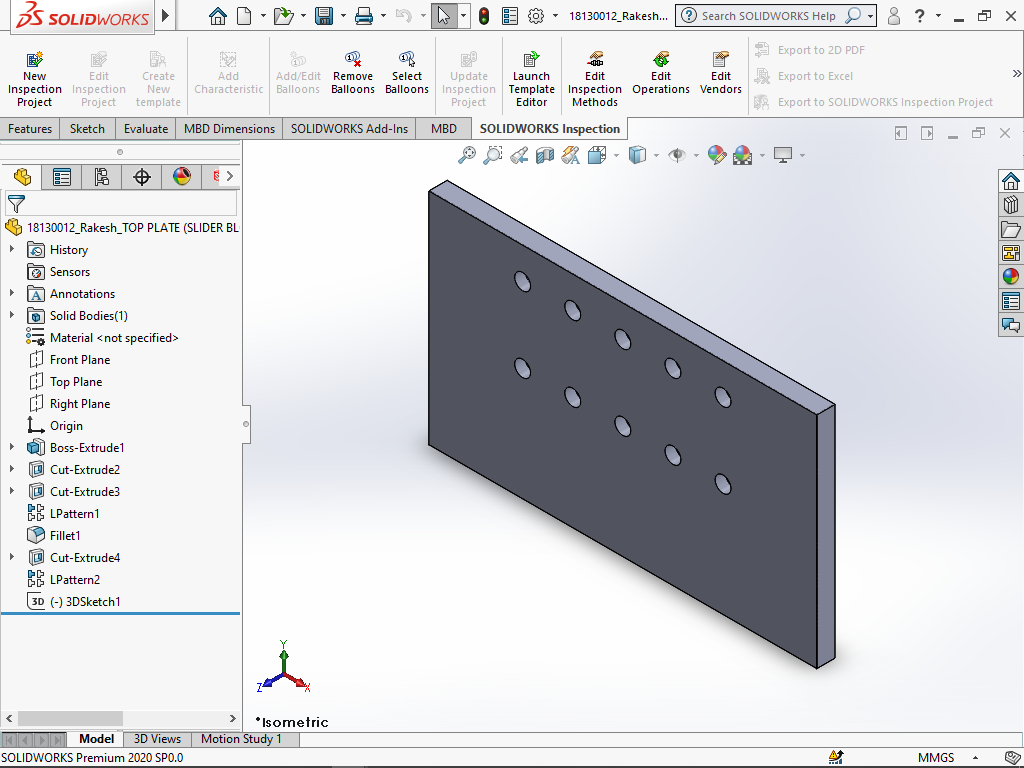 SOLIDWORKS
18130012_Rakesh...
Search SOLIDWORKS Help
?
New Inspection Project
Edit Inspection Project
Create New template
Add Characteristic
Add/Edit Balloons
Remove Balloons
Select Balloons
Update Inspection Project
Launch Template Editor
Edit Inspection Methods
Edit Operations
Edit Vendors
Export to 2D PDF
Export to Excel
Export to SOLIDWORKS Inspection Project
Features Sketch Evaluate MBD Dimensions SOLIDWORKS Add-Ins MBD SOLIDWORKS Inspection
18130012_Rakesh_TOP PLATE (SLIDER BL
History
Sensors
A Annotations
Solid Bodies(1)
Material <not specified>
Front Plane
Top Plane
Right Plane
Origin
Boss-Extrude1
Cut-Extrude2
Cut-Extrude3
LPattern1
Fillet1
Cut-Extrude4
LPattern2
3D (-) 3DSketch1
Y
Z X
*Isometric
Model 3D Views Motion Study 1
SOLIDWORKS Premium 2020 SP0.0
MMGS